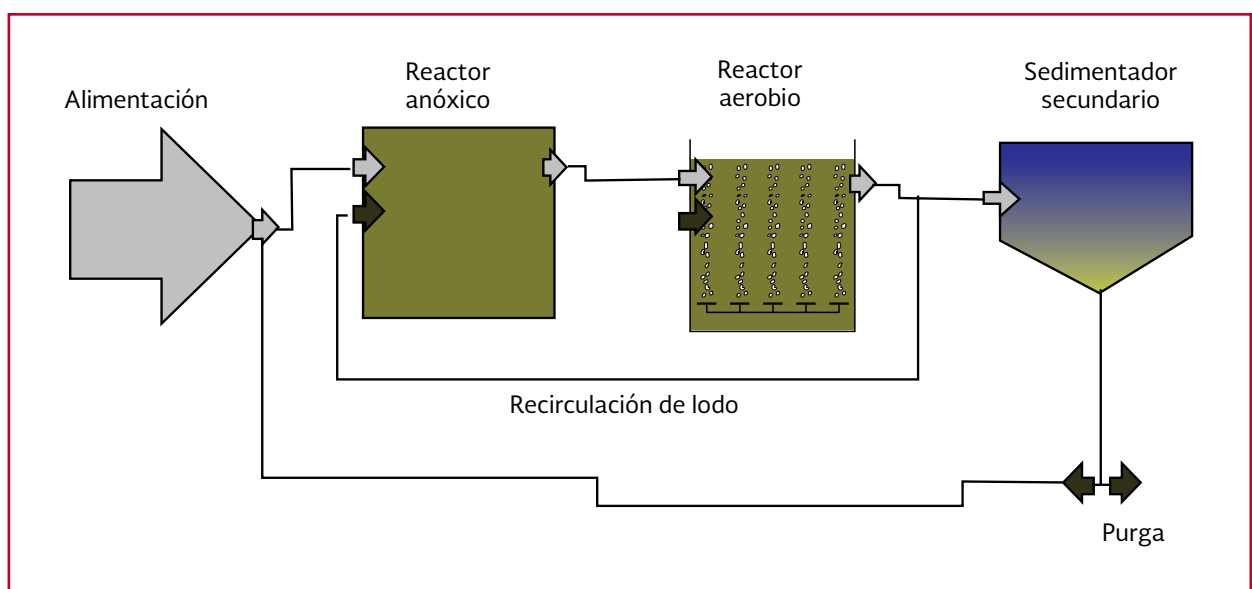 Alimentación
Reactor
anóxico
Reactor
aerobio
Sedimentador
secundario
Recirculación de lodo
Purga